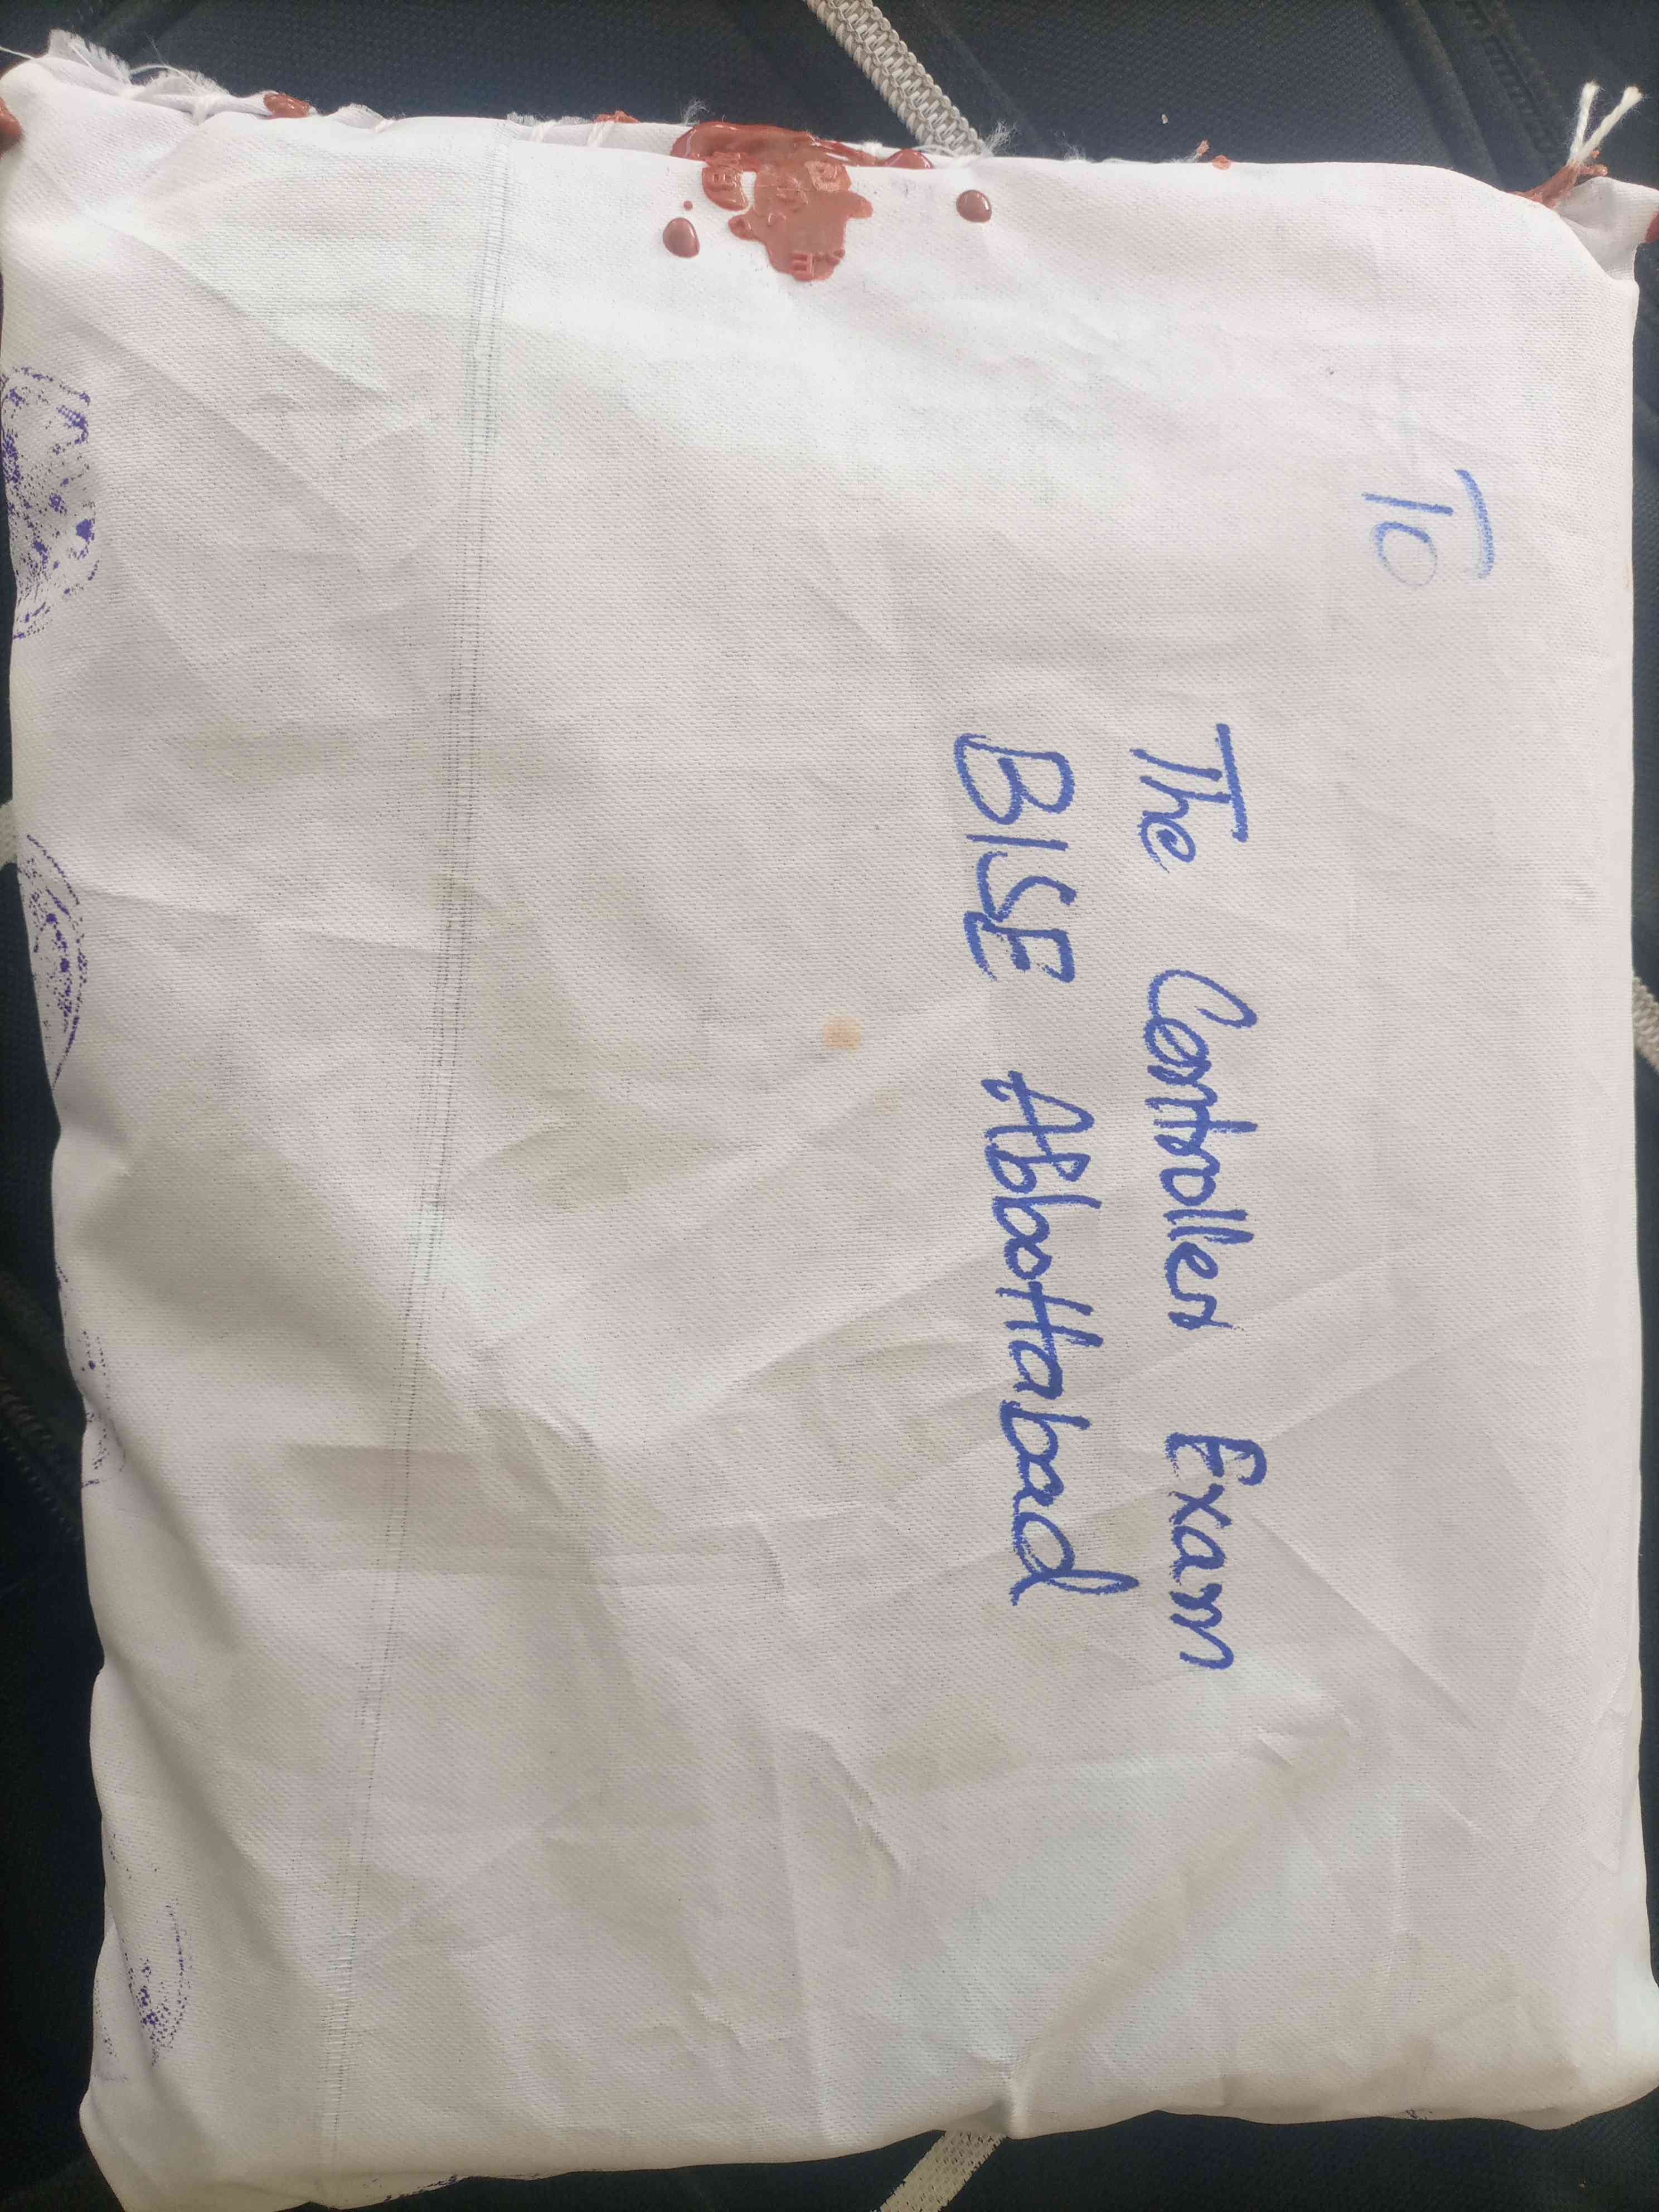 To
The Controller Exam
BISE Abbottabad